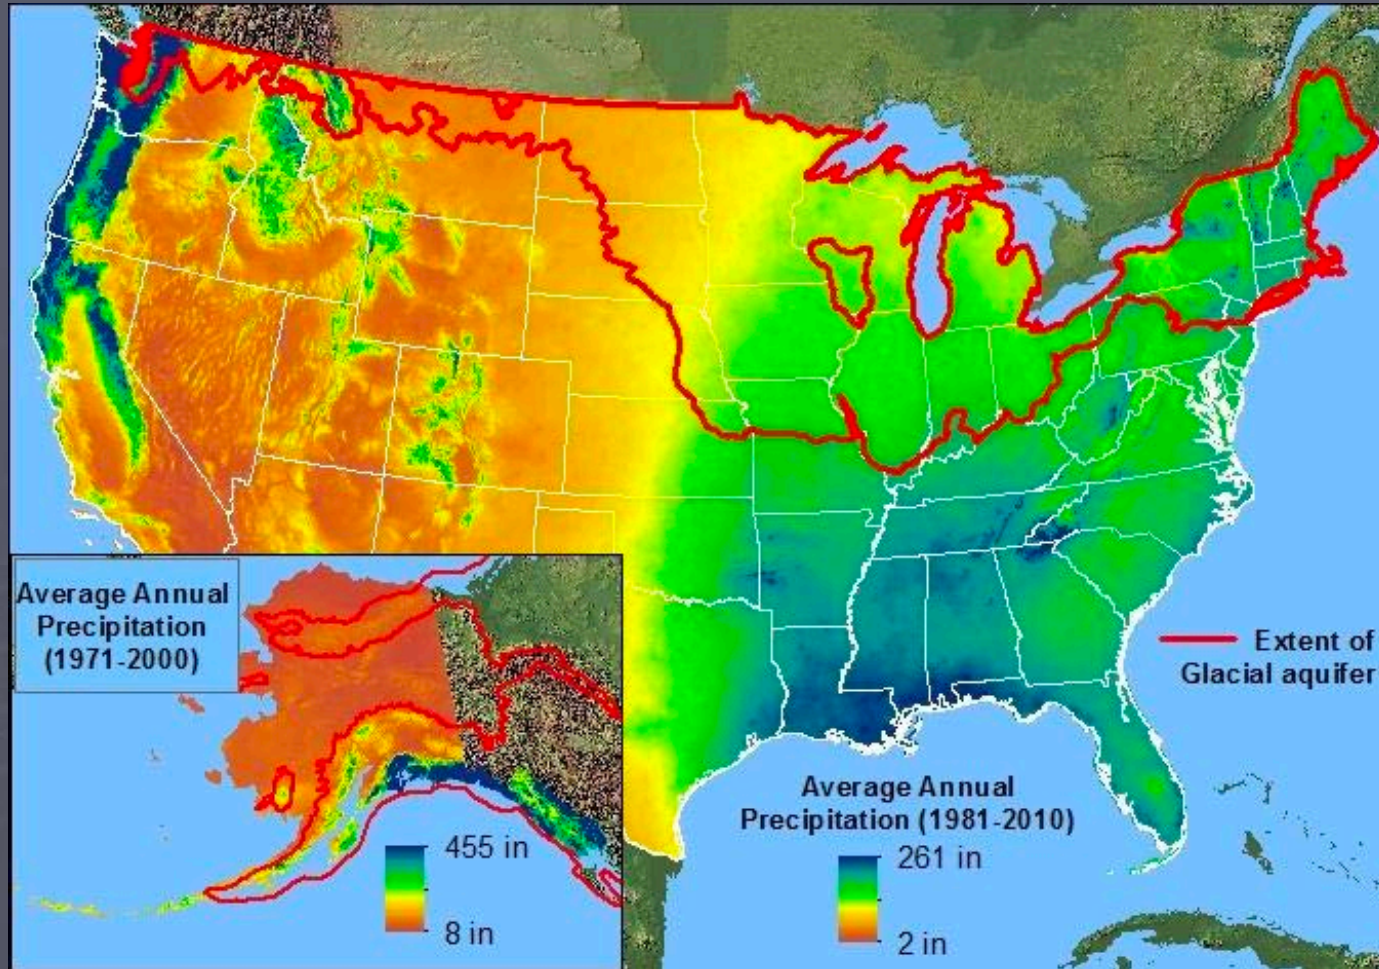 Average Annual
Precipitation
(1971-2000)
455 in
8 in
Extent of
Glacial aquifer
Average Annual
Precipitation (1981-2010)
261 in
2 in